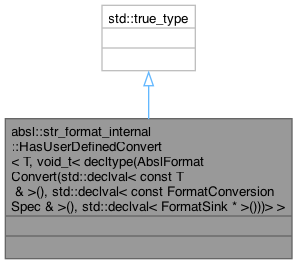 std::true_type
absl::str_format_internal
::HasUserDefinedConvert
< T, void_t< decltype(AbslFormat
Convert(std::declval< const T
& >(), std::declval< const FormatConversion
Spec & >(), std::declval< FormatSink * >()))> >